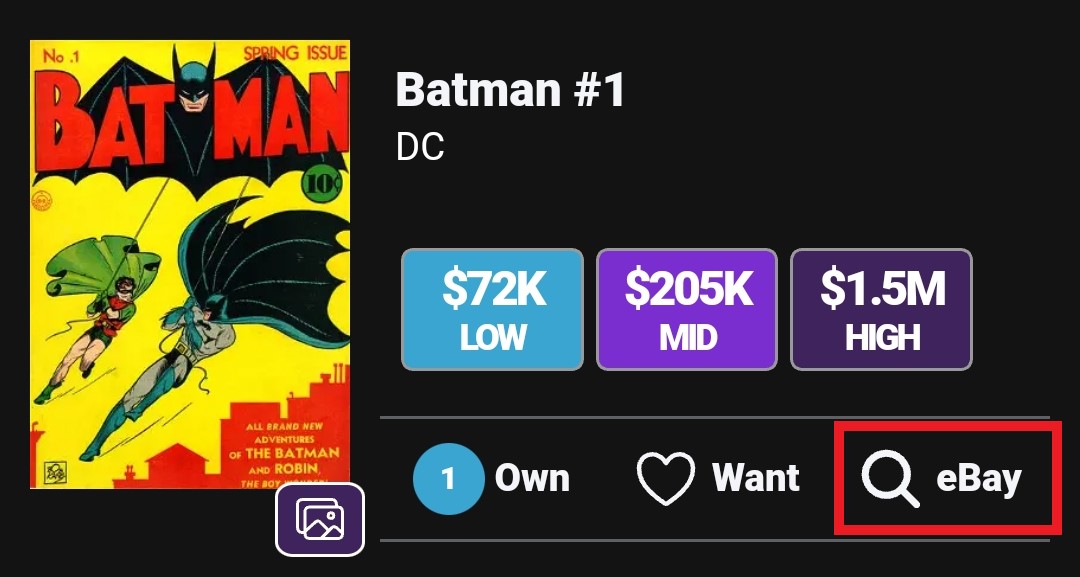 No .1
SPRING ISSUE
BATMAN
10¢
ALL BRAND NEW
ADVENTURES
OF THE BATMAN
AND ROBIN,
THE BOY WONDER!
Batman #1
DC
$72K
LOW
$205K
MID
$1.5M
HIGH
1 Own
Want
eBay